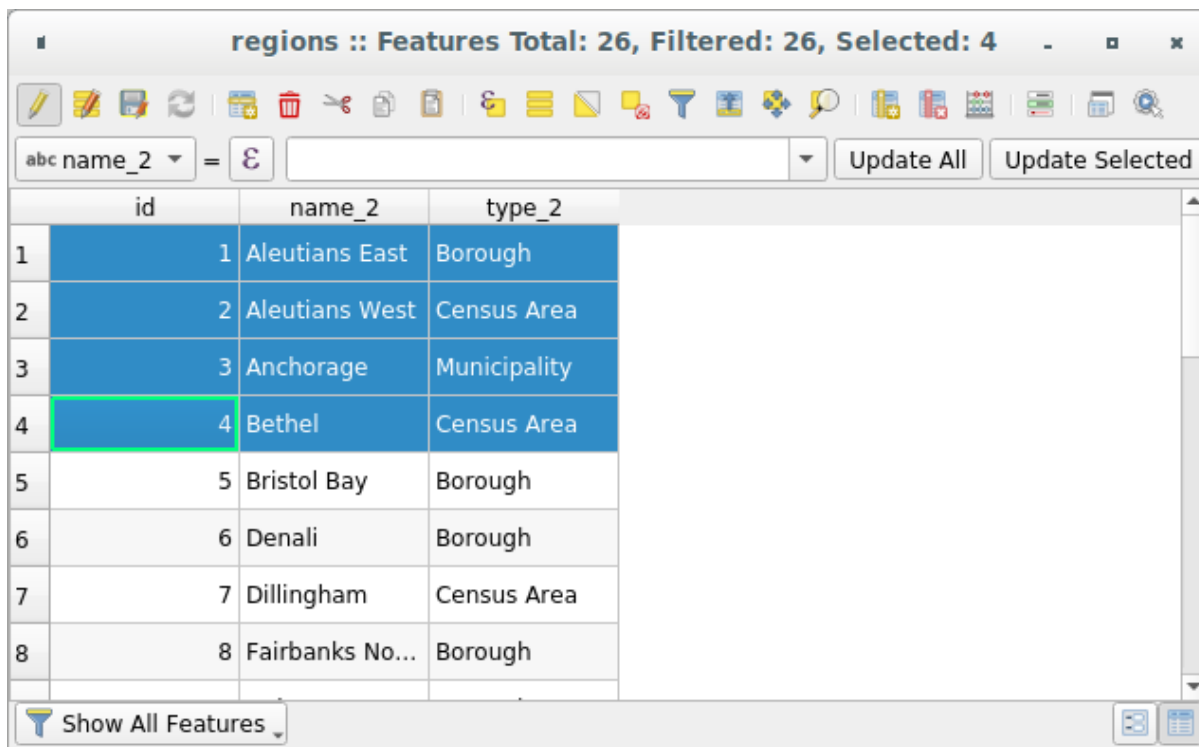 regions :: Features Total: 26, Filtered: 26, Selected: 4
abc name_2 = ε Update All Update Selected
id name_2 type_2
1 1 Aleutians East Borough
2 2 Aleutians West Census Area
3 3 Anchorage Municipality
4 4 Bethel Census Area
5 5 Bristol Bay Borough
6 6 Denali Borough
7 7 Dillingham Census Area
8 8 Fairbanks No... Borough
Show All Features